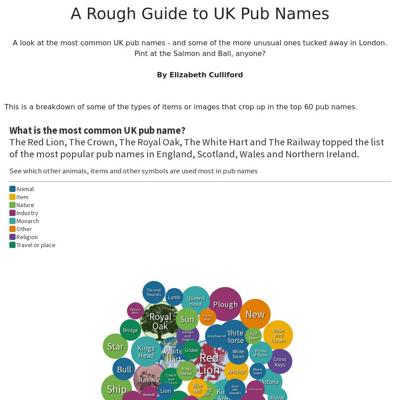 A Rough Guide to UK Pub Names
A look at the most common UK pub names - and some of the more unusual ones tucked away in London.
Pint at the Salmon and Ball, anyone?
By Elizabeth Culliford
This is a breakdown of some of the types of items or images that crop up in the top 60 pub names.
What is the most common UK pub name?
The Red Lion, The Crown, The Royal Oak, The White Hart and The Railway topped the list
of the most popular pub names in England, Scotland, Wales and Northern Ireland.
See which other animals, items and other symbols are used most in pub names
Animal
Item
Nature
Industry
Monarch
Other
Religion
Travel or place
Lamb
Queens
Head
Plough
New
Royal
Oak
Sun
Bridge
White
Horse
Rose
and
Crown
Star
Kings
Head
White
Hart
Globe
Red
Lion
White
Swan
Cross
Keys
Bull
Railway
Anchor
Victoria
Ship
Lion
Royal